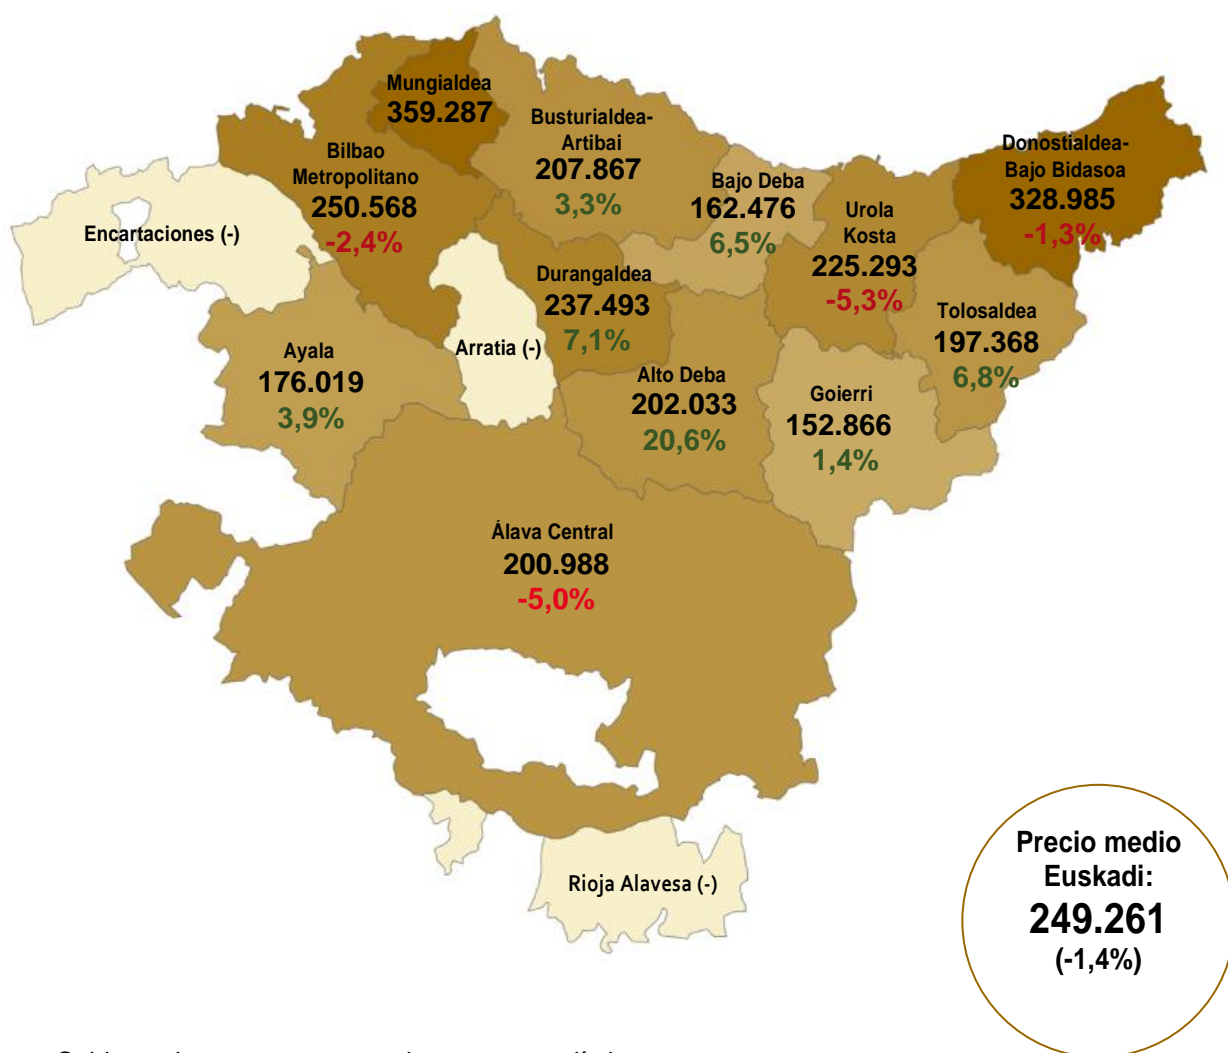 Mungialdea
359.287
Busturialdea-
Artibai
207.867
3,3%
Donostialdea-
Bajo Bidasoa
328.985
-1,3%
Bilbao
Metropolitano
250.568
-2,4%
Bajo Deba
162.476
6,5%
Urola
Kosta
225.293
-5,3%
Encartaciones (-)
Durangaldea
237.493
7,1%
Tolosaldea
197.368
6,8%
Ayala
176.019
3,9%
Arratia (-)
Alto Deba
202.033
20,6%
Goierri
152.866
1,4%
Álava Central
200.988
-5,0%
Rioja Alavesa (-)
Precio medio
Euskadi:
249.261
(-1,4%)